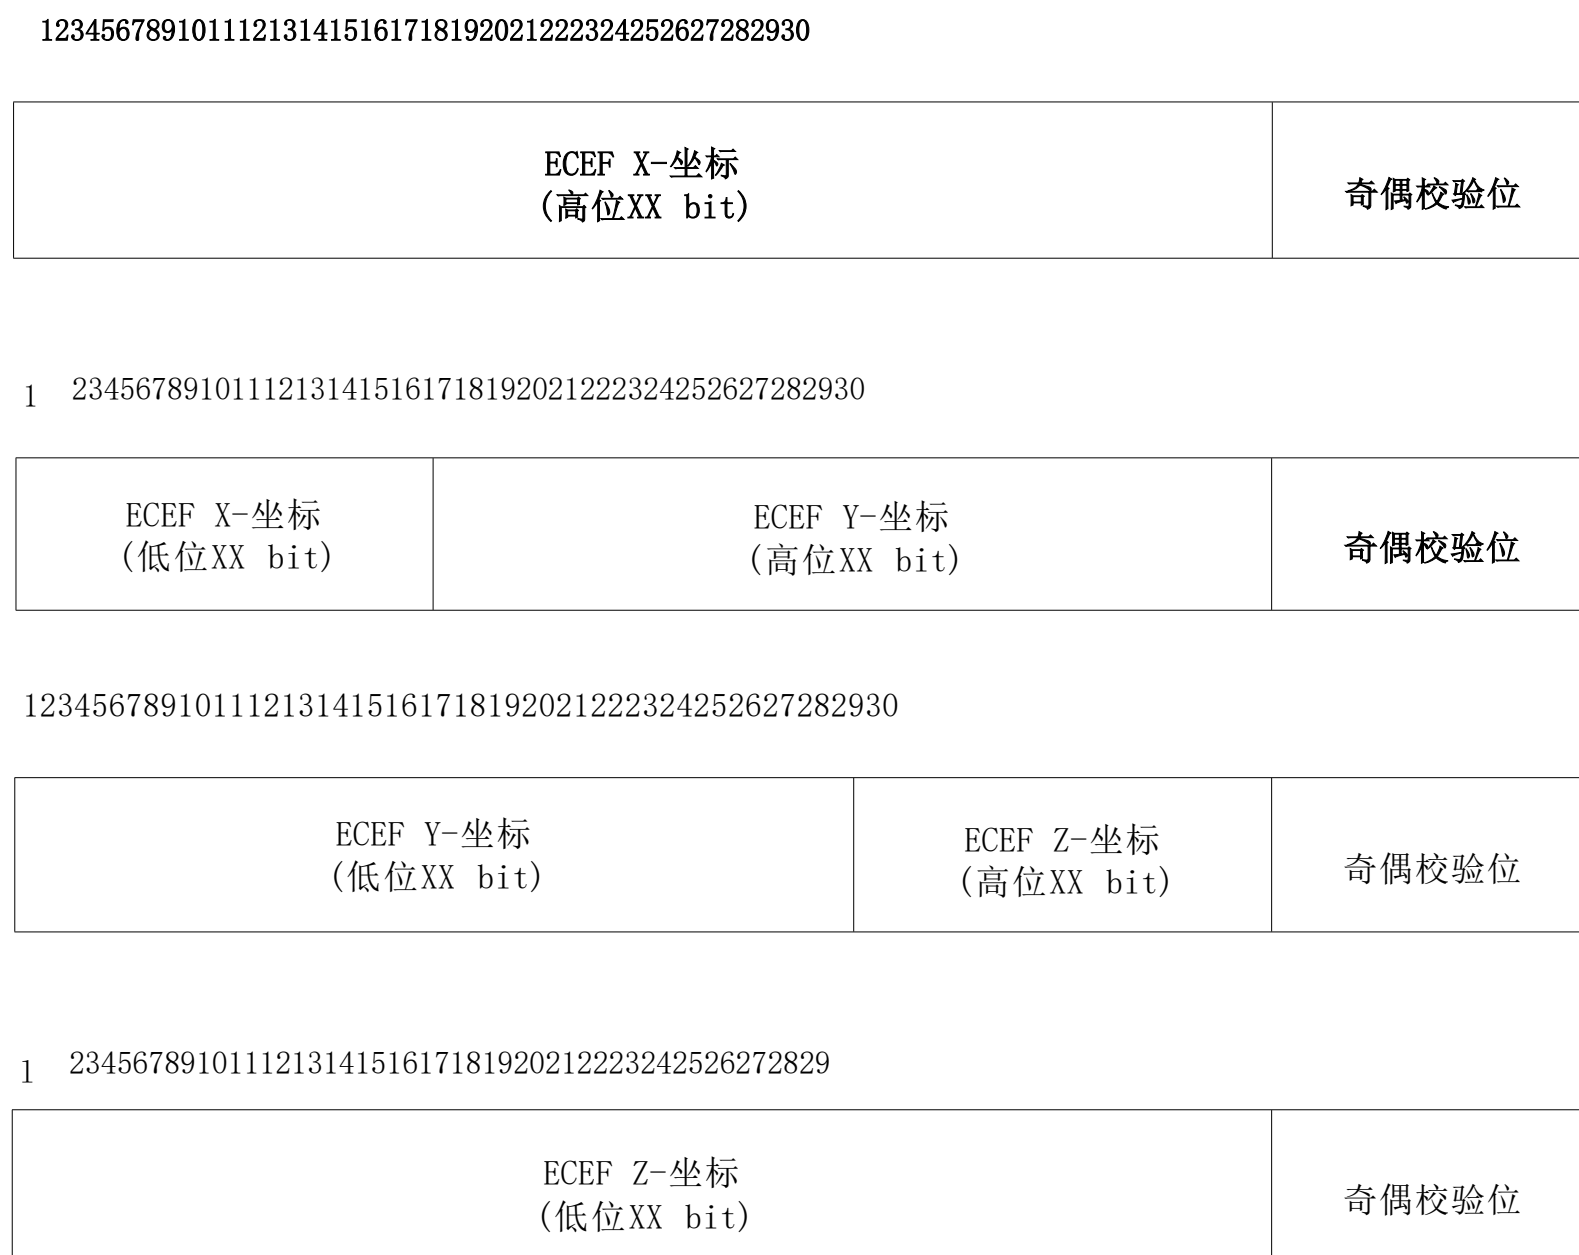 123456789101112131415161718192021222324252627282930
ECEF X-坐标
(高位XX bit)
奇偶校验位
1 23456789101112131415161718192021222324252627282930
ECEF X-坐标
(低位XX bit)
ECEF Y-坐标
(高位XX bit)
奇偶校验位
123456789101112131415161718192021222324252627282930
ECEF Y-坐标
(低位XX bit)
ECEF Z-坐标
(高位XX bit)
奇偶校验位
1 234567891011121314151617181920212223242526272829
ECEF Z-坐标
(低位XX bit)
奇偶校验位